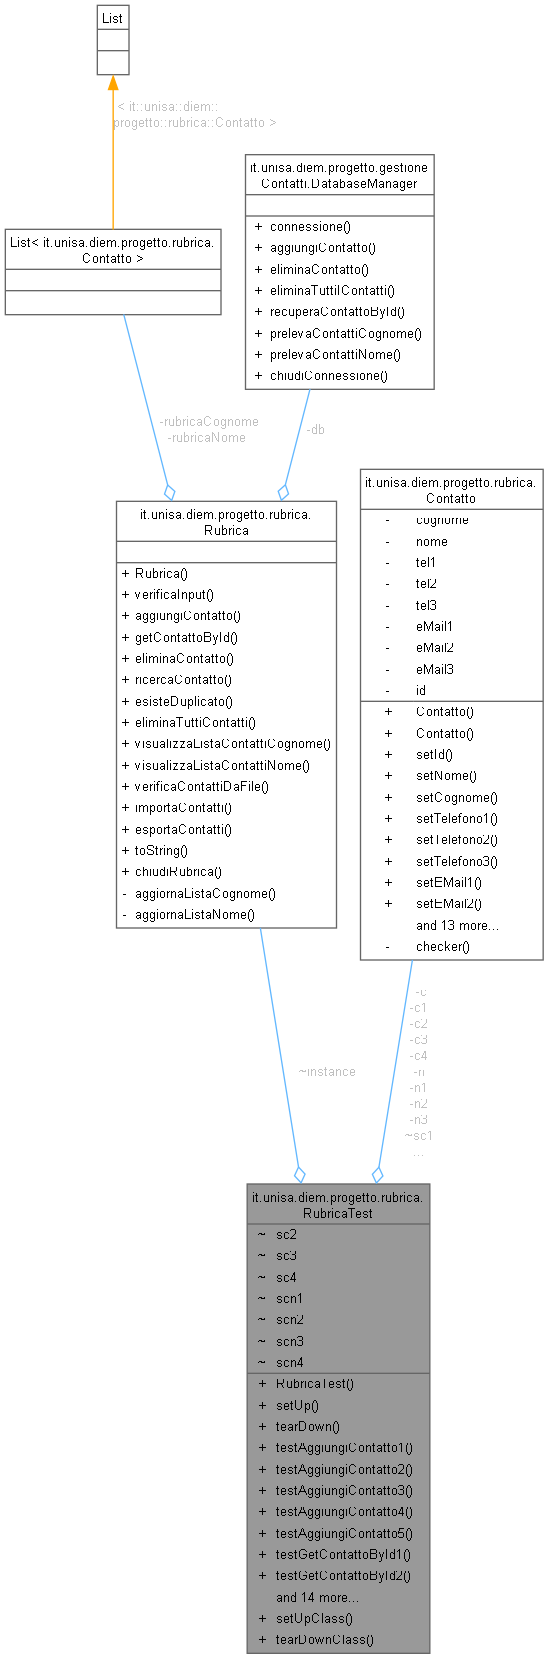 List
< it::unisa::diem::
progetto::rubrica::Contatto >
it.unisa.diem.progetto.gestione
Contatti.DatabaseManager
+ connessione()
+ aggiungiContatto()
+ eliminaContatto()
+ eliminaTuttiIContatti()
+ recuperaContattoById()
+ prelevaContattiCognome()
+ prelevaContattiNome()
+ chiudiConnessione()
List< it.unisa.diem.progetto.rubrica.
Contatto >
-rubricaCognome
-rubricaNome
-db
it.unisa.diem.progetto.rubrica.
Rubrica
+ Rubrica()
+ verificaInput()
+ aggiungiContatto()
+ getContattoById()
+ eliminaContatto()
+ ricercaContatto()
+ esisteDuplicato()
+ eliminaTuttiContatti()
+ visualizzaListaContattiCognome()
+ visualizzaListaContattiNome()
+ verificaContattiDaFile()
+ importaContatti()
+ esportaContatti()
+ toString()
+ chiudiRubrica()
- aggiornaListaCognome()
- aggiornaListaNome()
it.unisa.diem.progetto.rubrica.
Contatto
- cognome
- nome
- tel1
- tel2
- tel3
- eMail1
- eMail2
- eMail3
- id
+ Contatto()
+ Contatto()
+ setId()
+ setNome()
+ setCognome()
+ setTelefono1()
+ setTelefono2()
+ setTelefono3()
+ setEMail1()
+ setEMail2()
and 13 more...
- checker()
~instance
-c
-c1
-c2
-c3
-c4
-n
-n1
-n2
-n3
~sc1
...
it.unisa.diem.progetto.rubrica.
RubricaTest
~ sc2
~ sc3
~ sc4
~ scn1
~ scn2
~ scn3
~ scn4
+ RubricaTest()
+ setUp()
+ tearDown()
+ testAggiungiContatto1()
+ testAggiungiContatto2()
+ testAggiungiContatto3()
+ testAggiungiContatto4()
+ testAggiungiContatto5()
+ testGetContattoById1()
+ testGetContattoById2()
and 14 more...
+ setUpClass()
+ tearDownClass()